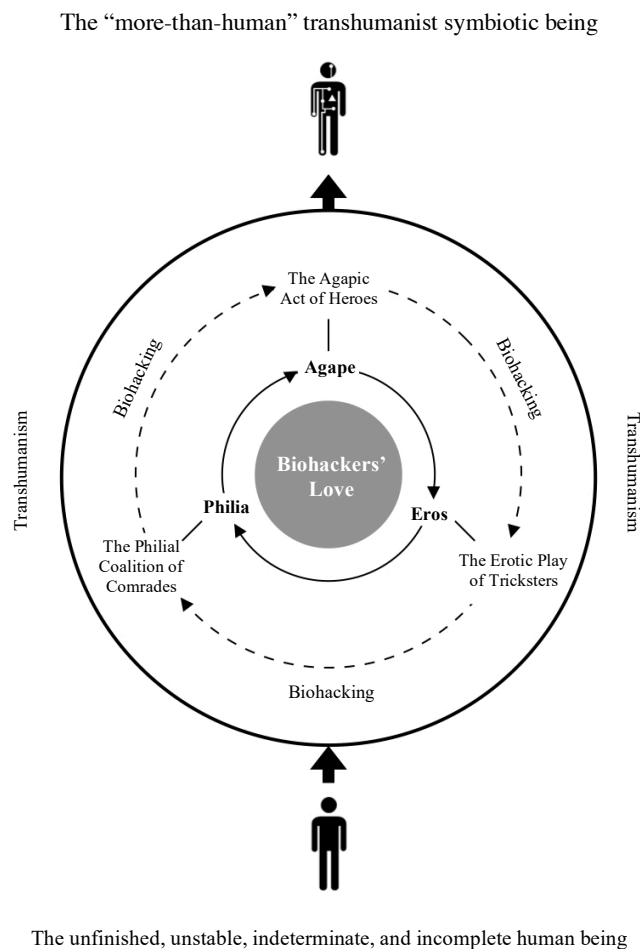 The “more-than-human” transhumanist symbiotic being
The Agapic
Act of Heroes
Biohacking
Biohacking
Agape
Transhumanism
Transhumanism
Biohackers’
Love
Philia
Eros
The Philial
Coalition of
Comrades
The Erotic Play
of Tricksters
Biohacking
The unfinished, unstable, indeterminate, and incomplete human being